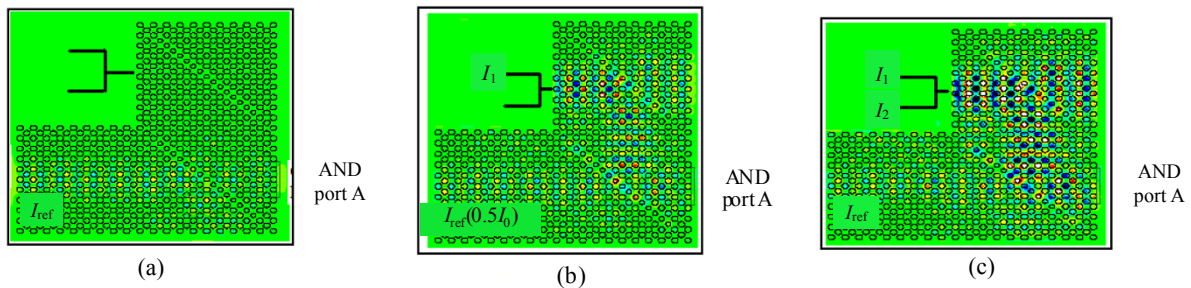 I_ref
AND
port A
(a)
I_1
I_ref(0.5I_0)
AND
port A
(b)
I_1
I_2
I_ref
AND
port A
(c)